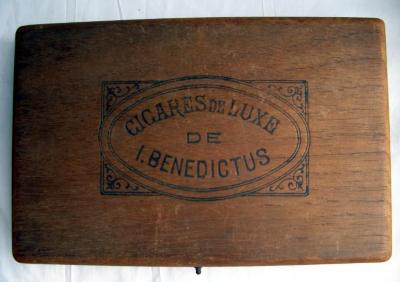 CIGARES DE LUXE
DE
I. BENEDICTUS